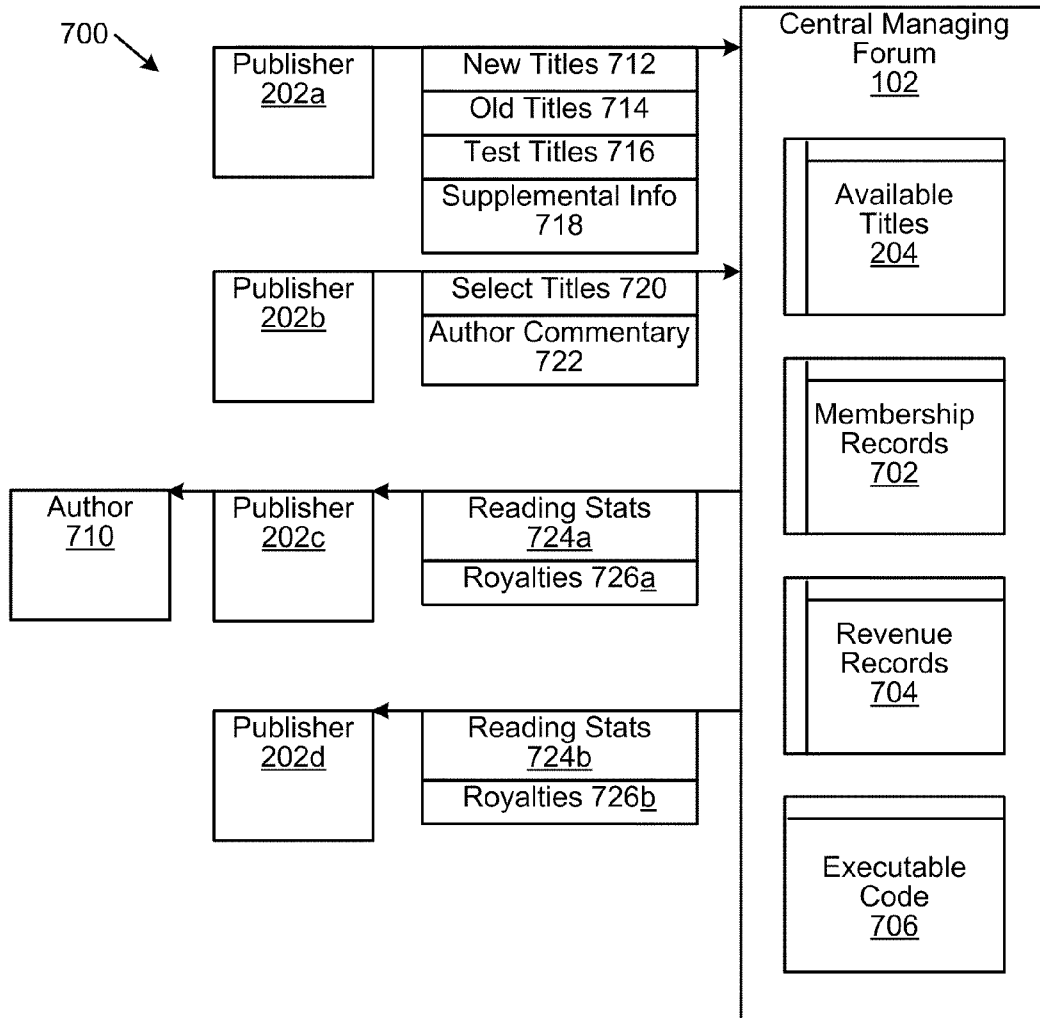 700
Publisher
202a
New Titles 712
Old Titles 714
Test Titles 716
Supplemental Info
718
Publisher
202b
Select Titles 720
Author Commentary
722
Author
710
Publisher
202c
Reading Stats
724a
Royalties 726a
Publisher
202d
Reading Stats
724b
Royalties 726b
Central Managing
Forum
102
Available
Titles
204
Membership
Records
702
Revenue
Records
704
Executable
Code
706